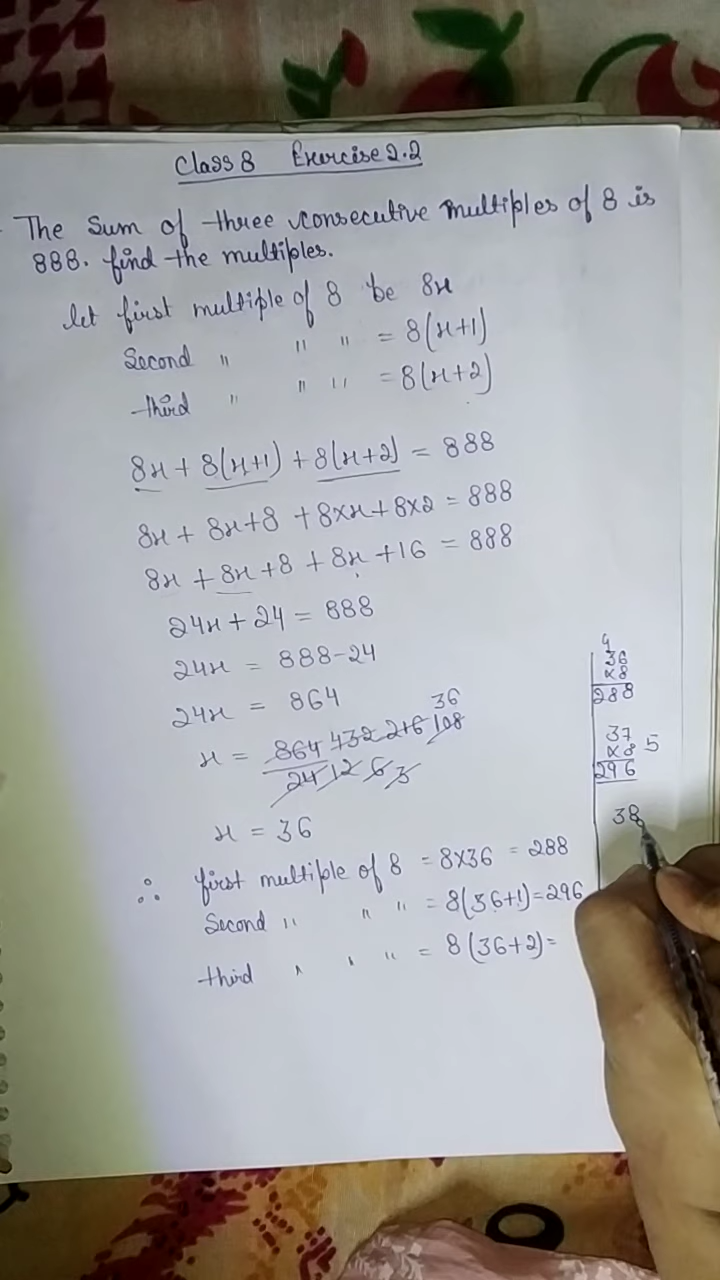 Class 8 Exercise 2.2
The Sum of three consecutive multiples of 8 is
888. find the multiples.
let first multiple of 8 be 8x
Second " " " = 8(x+1)
third " " " = 8(x+2)
8x + 8(x+1) + 8(x+2) = 888
8x + 8x+8 +8×x+8×2 = 888
8x + 8x +8 + 8x +16 = 888
24x + 24 = 888
24x = 888-24
24x = 864
36
x = 864 432 216 108
24 12 6 3
x = 36
∴ first multiple of 8 = 8×36 = 288
Second " " " = 8(36+1)=296
third " " " = 8(36+2)=
4
36
×8
288
37
×8 5
296
38